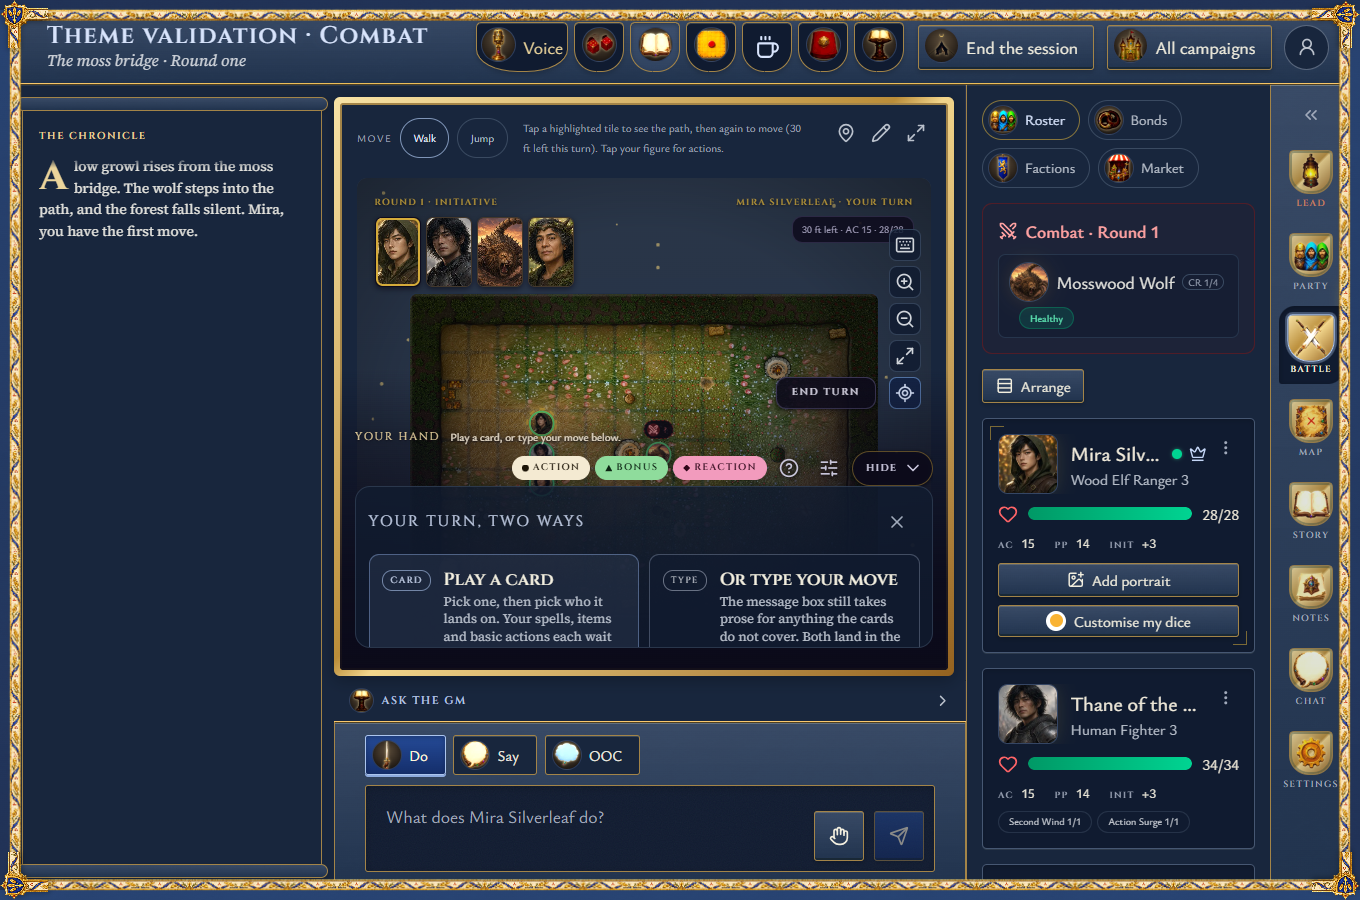 Theme validation · Combat
The moss bridge · Round one
Voice
End the session
All campaigns
THE CHRONICLE
A low growl rises from the moss
bridge. The wolf steps into the
path, and the forest falls silent. Mira,
you have the first move.
MOVE
Walk
Jump
Tap a highlighted tile to see the path, then again to move (30
ft left this turn). Tap your figure for actions.
ROUND 1 · INITIATIVE
MIRA SILVERLEAF · YOUR TURN
30 ft left · AC 15 · 28/28
END TURN
YOUR HAND
Play a card, or type your move below.
ACTION
BONUS
REACTION
HIDE
YOUR TURN, TWO WAYS
CARD
PLAY A CARD
Pick one, then pick who it
lands on. Your spells, items
and basic actions each wait
TYPE
OR TYPE YOUR MOVE
The message box still takes
prose for anything the cards
do not cover. Both land in the
ASK THE GM
Do
Say
OOC
What does Mira Silverleaf do?
Roster
Bonds
Factions
Market
Combat · Round 1
Mosswood Wolf
CR 1/4
Healthy
Arrange
Mira Silv...
Wood Elf Ranger 3
28/28
AC 15 PP 14 INIT +3
Add portrait
Customise my dice
Thane of the ...
Human Fighter 3
34/34
AC 15 PP 14 INIT +3
Second Wind 1/1
Action Surge 1/1
LEAD
PARTY
BATTLE
MAP
STORY
NOTES
CHAT
SETTINGS